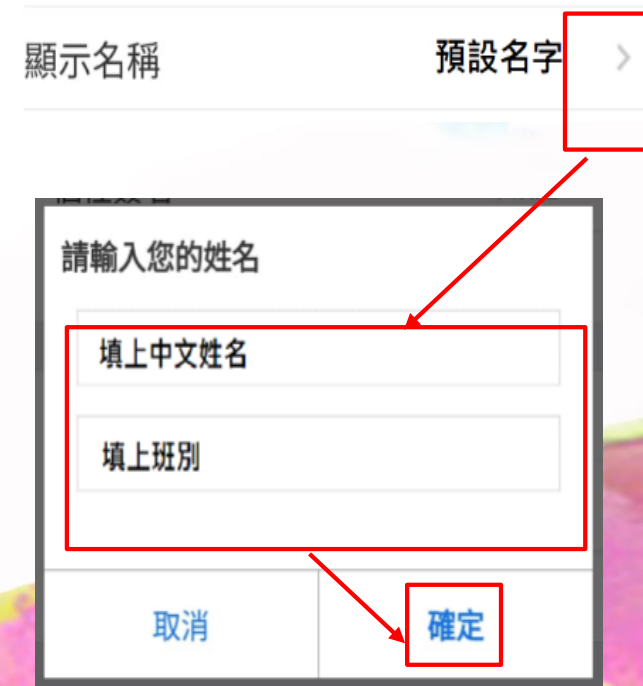 顯示名稱 預設名字
請輸入您的姓名
填上中文姓名
填上班別
取消 確定